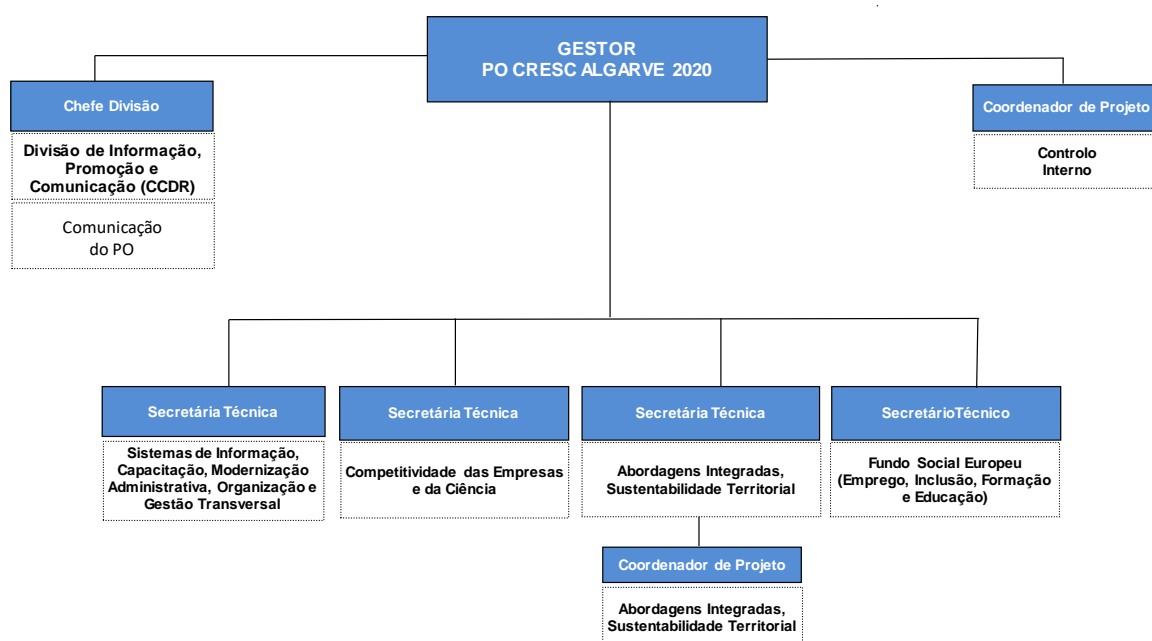 GESTOR
PO CRESC ALGARVE 2020
Chefe Divisão
Divisão de Informação,
Promoção e
Comunicação (CCDR)
Comunicação
do PO
Coordenador de Projeto
Controlo
Interno
Secretária Técnica
Sistemas de Informação,
Capacitação, Modernização
Administrativa, Organização e
Gestão Transversal
Secretária Técnica
Competitividade das Empresas
e da Ciência
Secretária Técnica
Abordagens Integradas,
Sustentabilidade Territorial
SecretárioTécnico
Fundo Social Europeu
(Emprego, Inclusão, Formação
e Educação)
Coordenador de Projeto
Abordagens Integradas,
Sustentabilidade Territorial